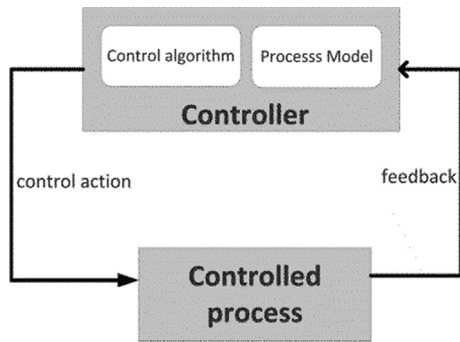 Control algorithm
Processs Model
Controller
control action
feedback
Controlled
process